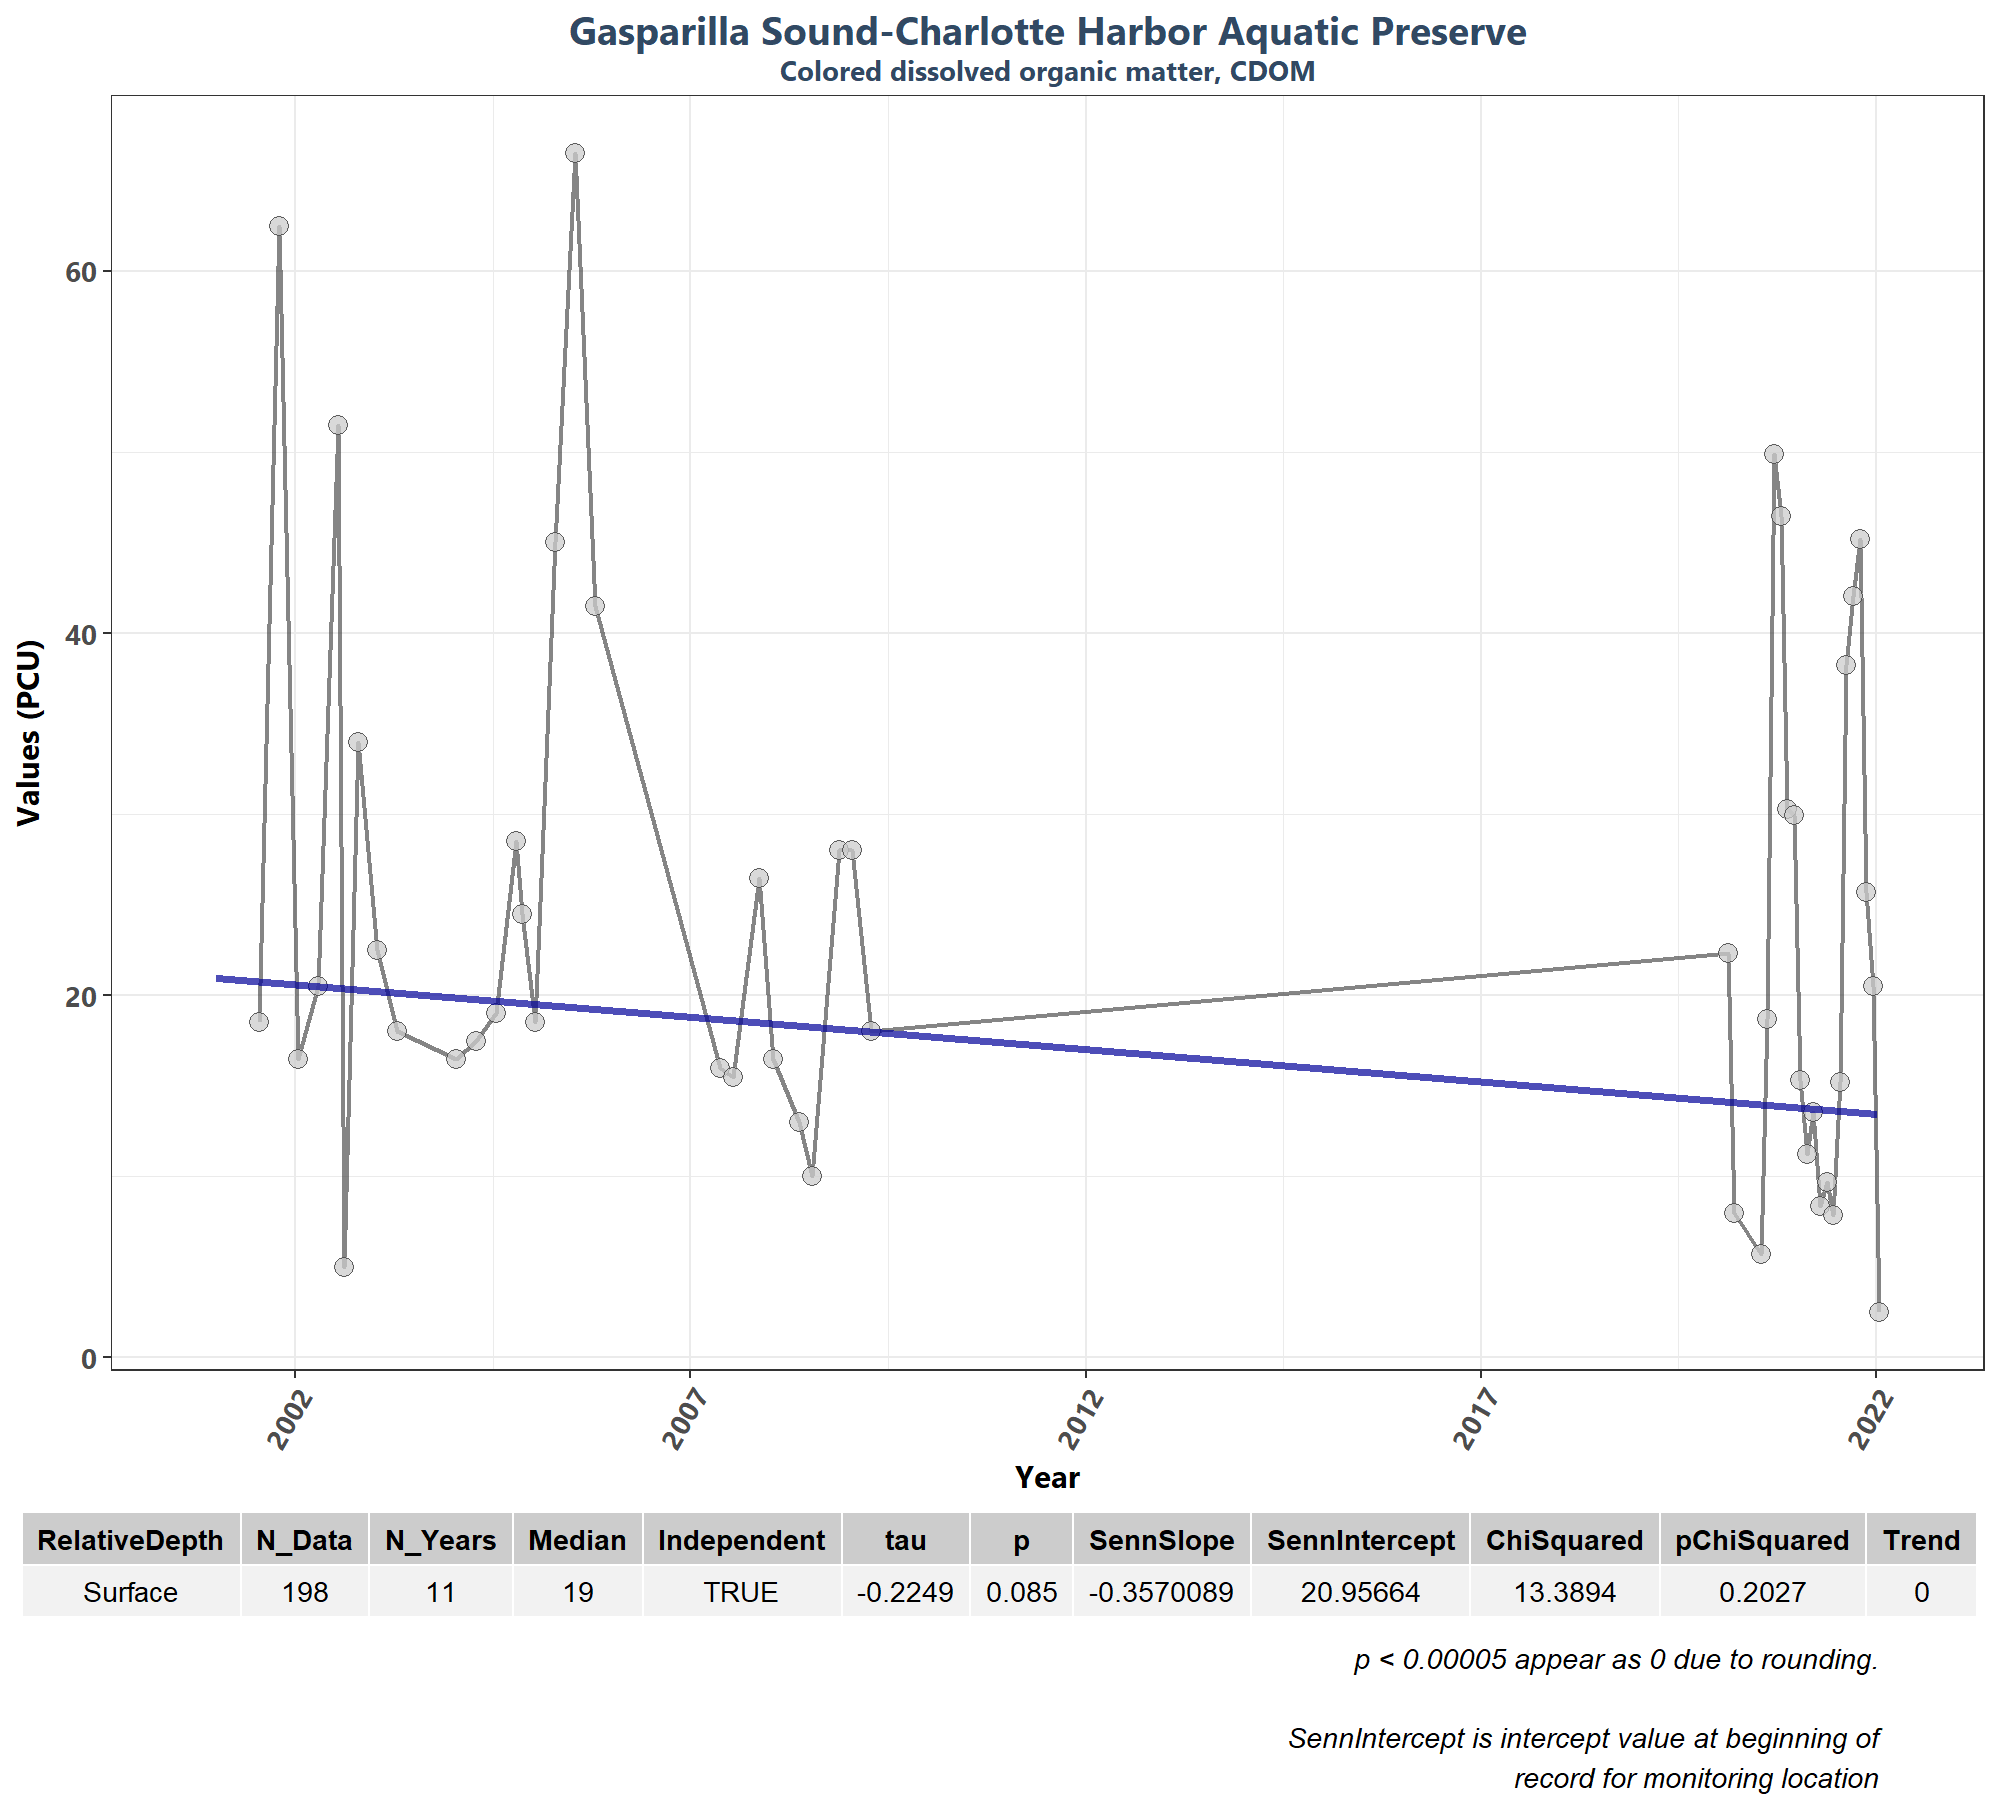 Gasparilla Sound-Charlotte Harbor Aquatic Preserve
Colored dissolved organic matter, CDOM
Values (PCU)
60
40
20
0
2002 2007 2012 2017 2022
Year
RelativeDepth N_Data N_Years Median Independent tau p SennSlope SennIntercept ChiSquared pChiSquared Trend
Surface 198 11 19 TRUE -0.2249 0.085 -0.3570089 20.95664 13.3894 0.2027 0
p < 0.00005 appear as 0 due to rounding.
SennIntercept is intercept value at beginning of
record for monitoring location